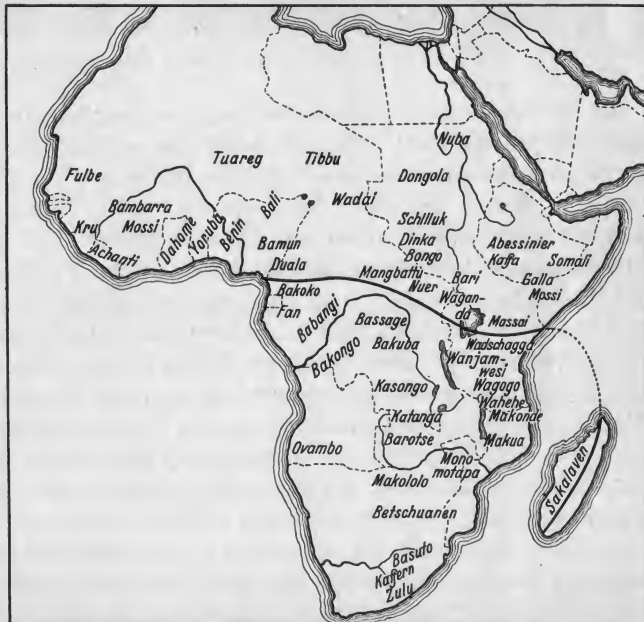 Nuba
Tuareg
Tibbu
Fulbe
Dongola
Wadai
Bali
Bambarra
Mossi
Schilluk
Kru
Dahome
Yoruba
Benin
Dinka
Bongo
Abessinier
Kaffa
Somali
Achanti
Bamun
Duala
Mangbattu
Nuer
Bari
Galla
Mossi
Bakoko
Fan
Wagan-
da
Massai
Babangi
Bassage
Bakuba
Wadschagga
Wanjam-
wesi
Bakongo
Kasongo
Wagogo
Wahehe
Makonde
Katanga
Barotse
Makua
Ovambo
Mono-
motapa
Makololo
Sakalaven
Betschuanen
Basuto
Kaffern
Zulu